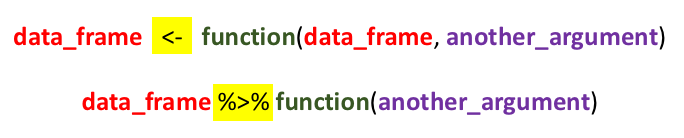 data_frame <- function(data_frame, another_argument)
data_frame %>% function(another_argument)